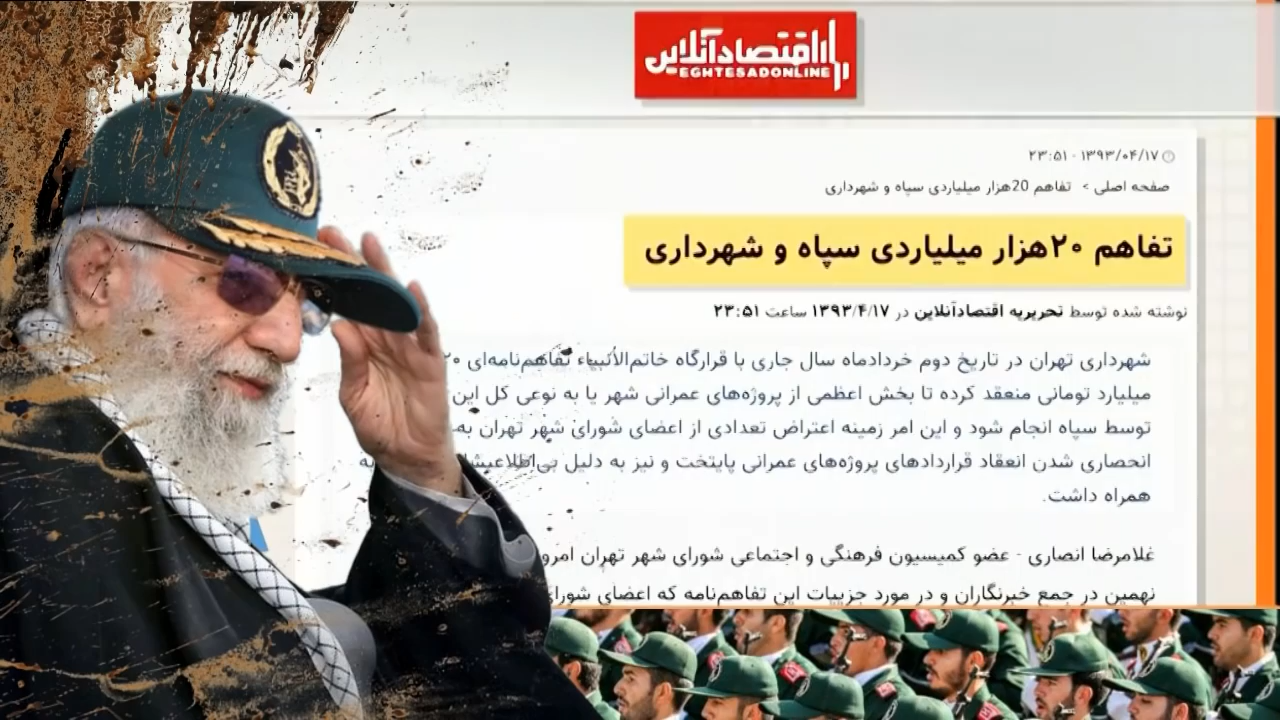 اقتصادآنلاین
EGHTESADONLINE
۱۳۹۳/۰۴/۱۷ - ۲۳:۵۱
صفحه اصلی > تفاهم 20هزار میلیاردی سپاه و شهرداری
تفاهم ۲۰هزار میلیاردی سپاه و شهرداری
نوشته شده توسط تحریریه اقتصادآنلاین در ۱۳۹۳/۴/۱۷ ساعت ۲۳:۵۱
شهرداری تهران در تاریخ دوم خردادماه سال جاری با قرارگاه خاتم‌الأنبیاء تفاهم‌نامه‌ای ۲۰
میلیارد تومانی منعقد کرده تا بخش اعظمی از پروژه‌های عمرانی شهر یا به نوعی کل این
توسط سپاه انجام شود و این امر زمینه اعتراض تعدادی از اعضای شورای شهر تهران به
انحصاری شدن انعقاد قراردادهای پروژه‌های عمرانی پایتخت و نیز به دلیل به
همراه داشت.
غلامرضا انصاری - عضو کمیسیون فرهنگی و اجتماعی شورای شهر تهران امرو
نهمین در جمع خبرنگاران و در مورد جزییات این تفاهم‌نامه که اعضای شورا